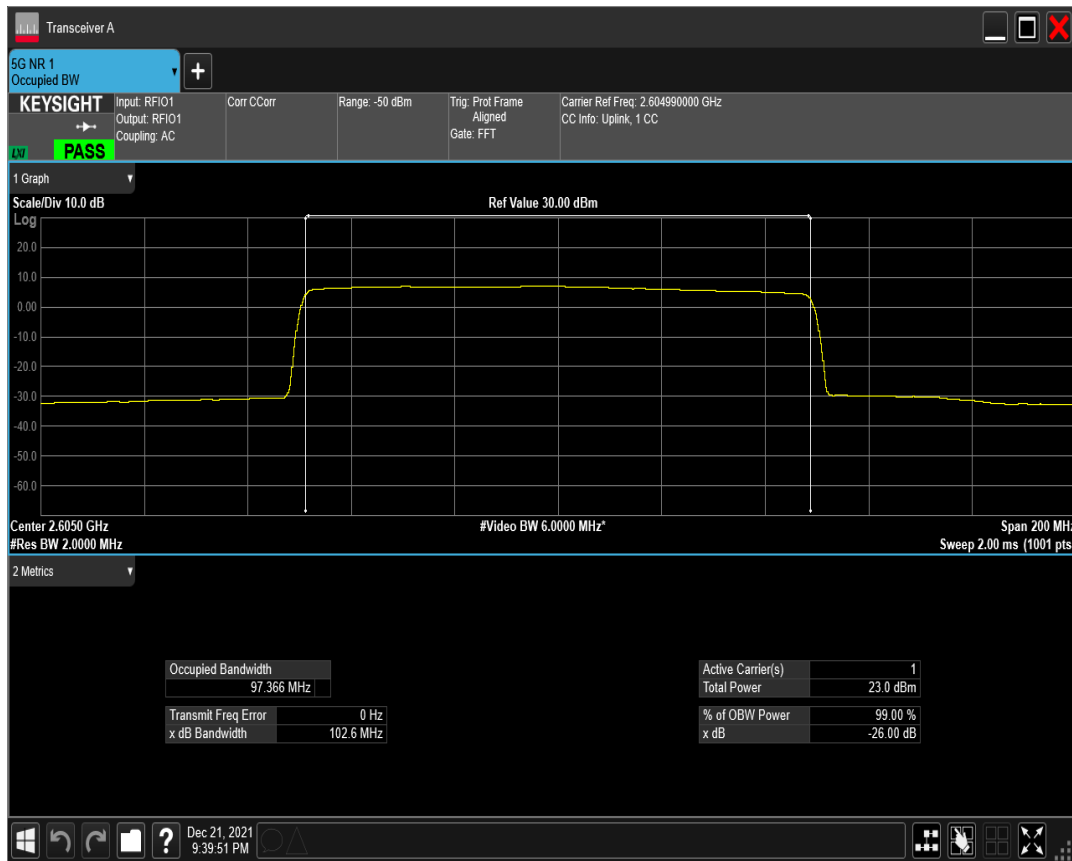 Transceiver A
5G NR 1
Occupied BW
+
KEYSIGHT
LXI
PASS
Input: RFIO1
Output: RFIO1
Coupling: AC
Corr CCorr
Range: -50 dBm
Trig: Prot Frame
Aligned
Gate: FFT
Carrier Ref Freq: 2.604990000 GHz
CC Info: Uplink, 1 CC
1 Graph
Scale/Div 10.0 dB
Ref Value 30.00 dBm
Log
20.0
10.0
0.00
-10.0
-20.0
-30.0
-40.0
-50.0
-60.0
Center 2.6050 GHz
#Video BW 6.0000 MHz*
Span 200 MHz
#Res BW 2.0000 MHz
Sweep 2.00 ms (1001 pts
2 Metrics
Occupied Bandwidth
97.366 MHz
Transmit Freq Error 0 Hz
x dB Bandwidth 102.6 MHz
Active Carrier(s) 1
Total Power 23.0 dBm
% of OBW Power 99.00 %
x dB -26.00 dB
?
Dec 21, 2021
9:39:51 PM